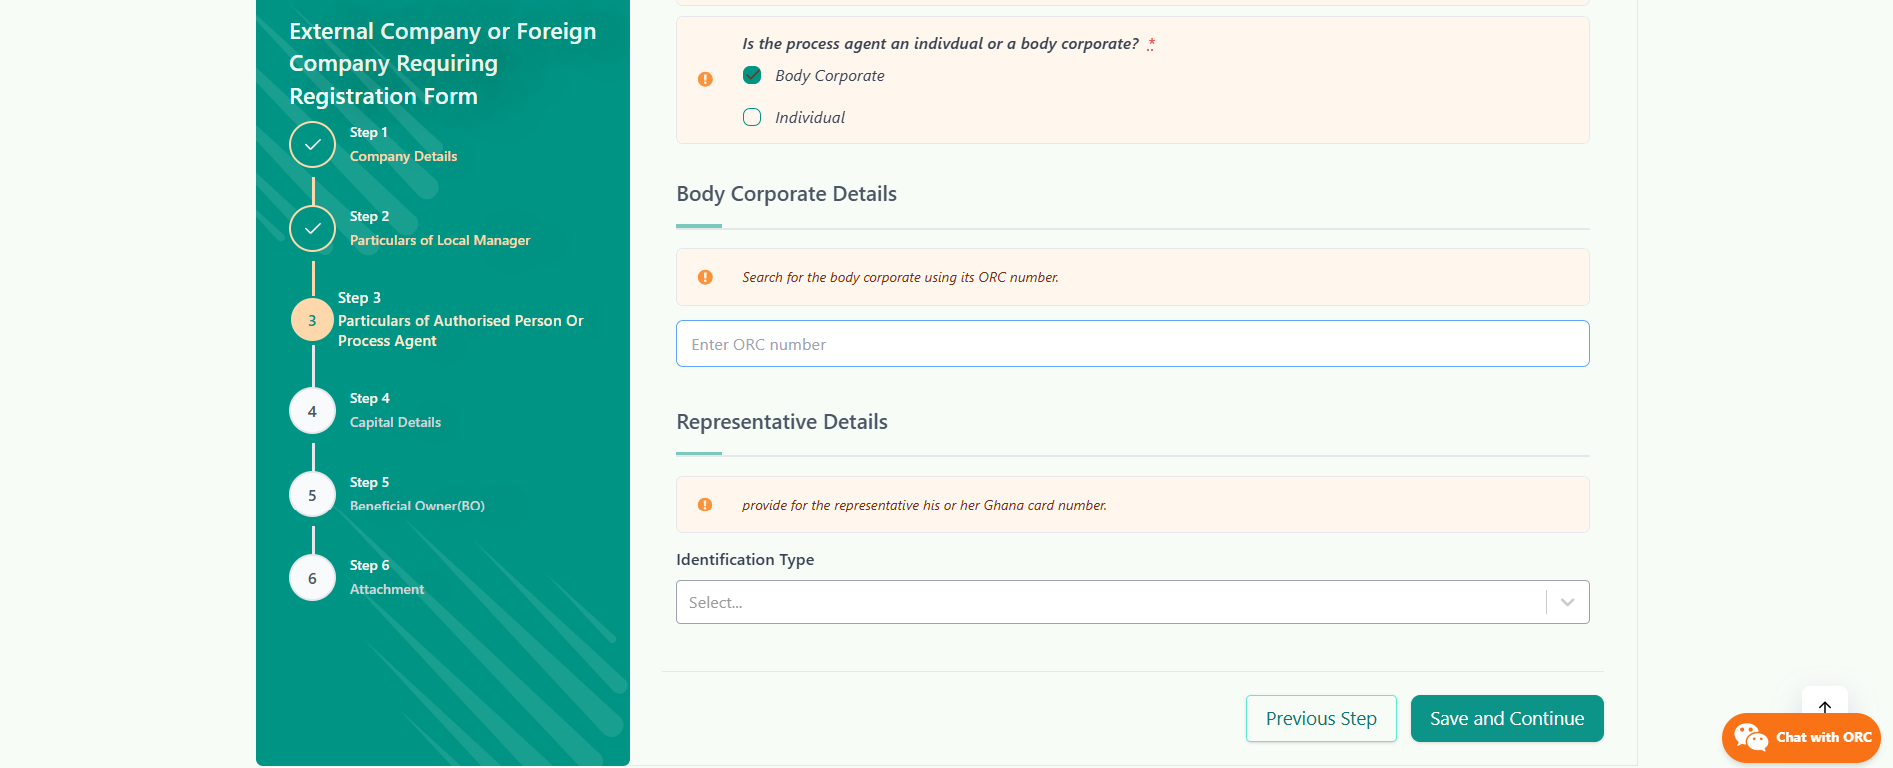 External Company or Foreign
Company Requiring
Registration Form
Step 1
Company Details
Step 2
Particulars of Local Manager
Step 3
3
Particulars of Authorised Person Or
Process Agent
Step 4
4
Capital Details
Step 5
5
Beneficial Owner(BO)
Step 6
6
Attachment
Is the process agent an indivdual or a body corporate? *
Body Corporate
Individual
Body Corporate Details
Search for the body corporate using its ORC number.
Enter ORC number
Representative Details
provide for the representative his or her Ghana card number.
Identification Type
Select...
Previous Step
Save and Continue
Chat with ORC